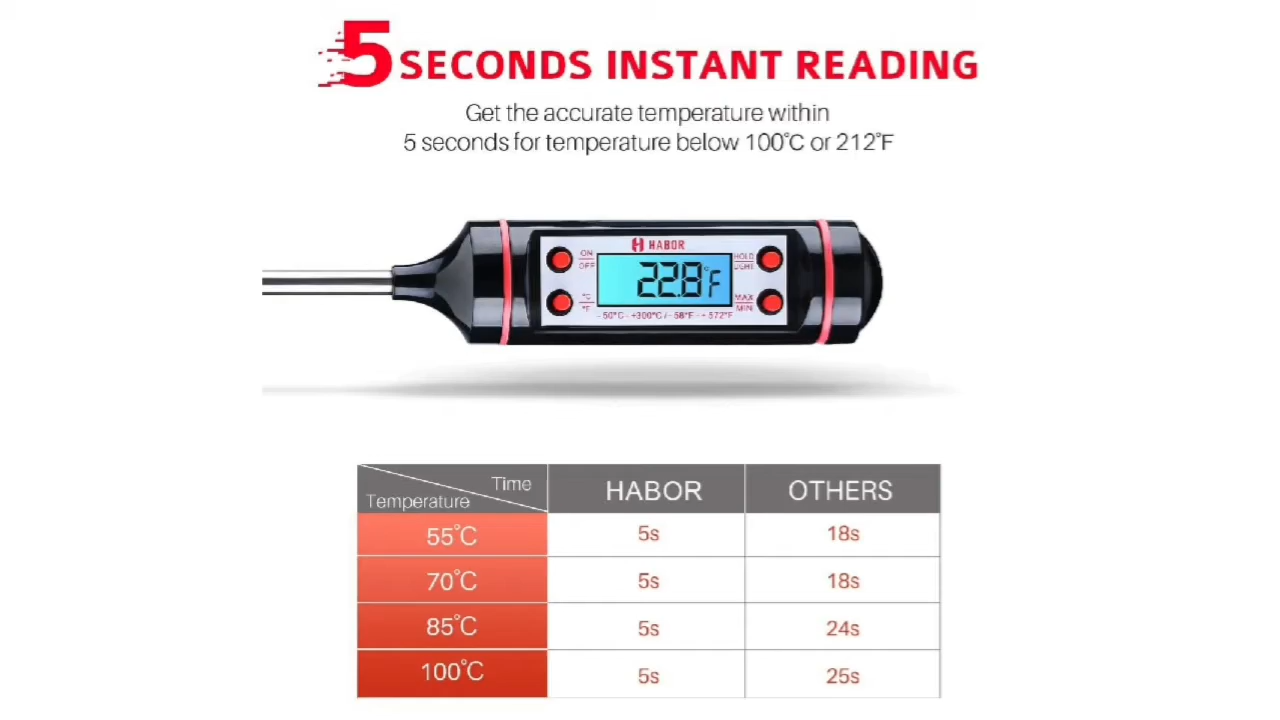 5 SECONDS INSTANT READING
Get the accurate temperature within
5 seconds for temperature below 100°C or 212°F
HABOR
ON
OFF
22.8°F
HOLD
LIGHT
°C
°F
MAX
MIN
-50°C - +300°C / -58°F - +572°F
Time
Temperature
HABOR
OTHERS
55°C 5s 18s
70°C 5s 18s
85°C 5s 24s
100°C 5s 25s